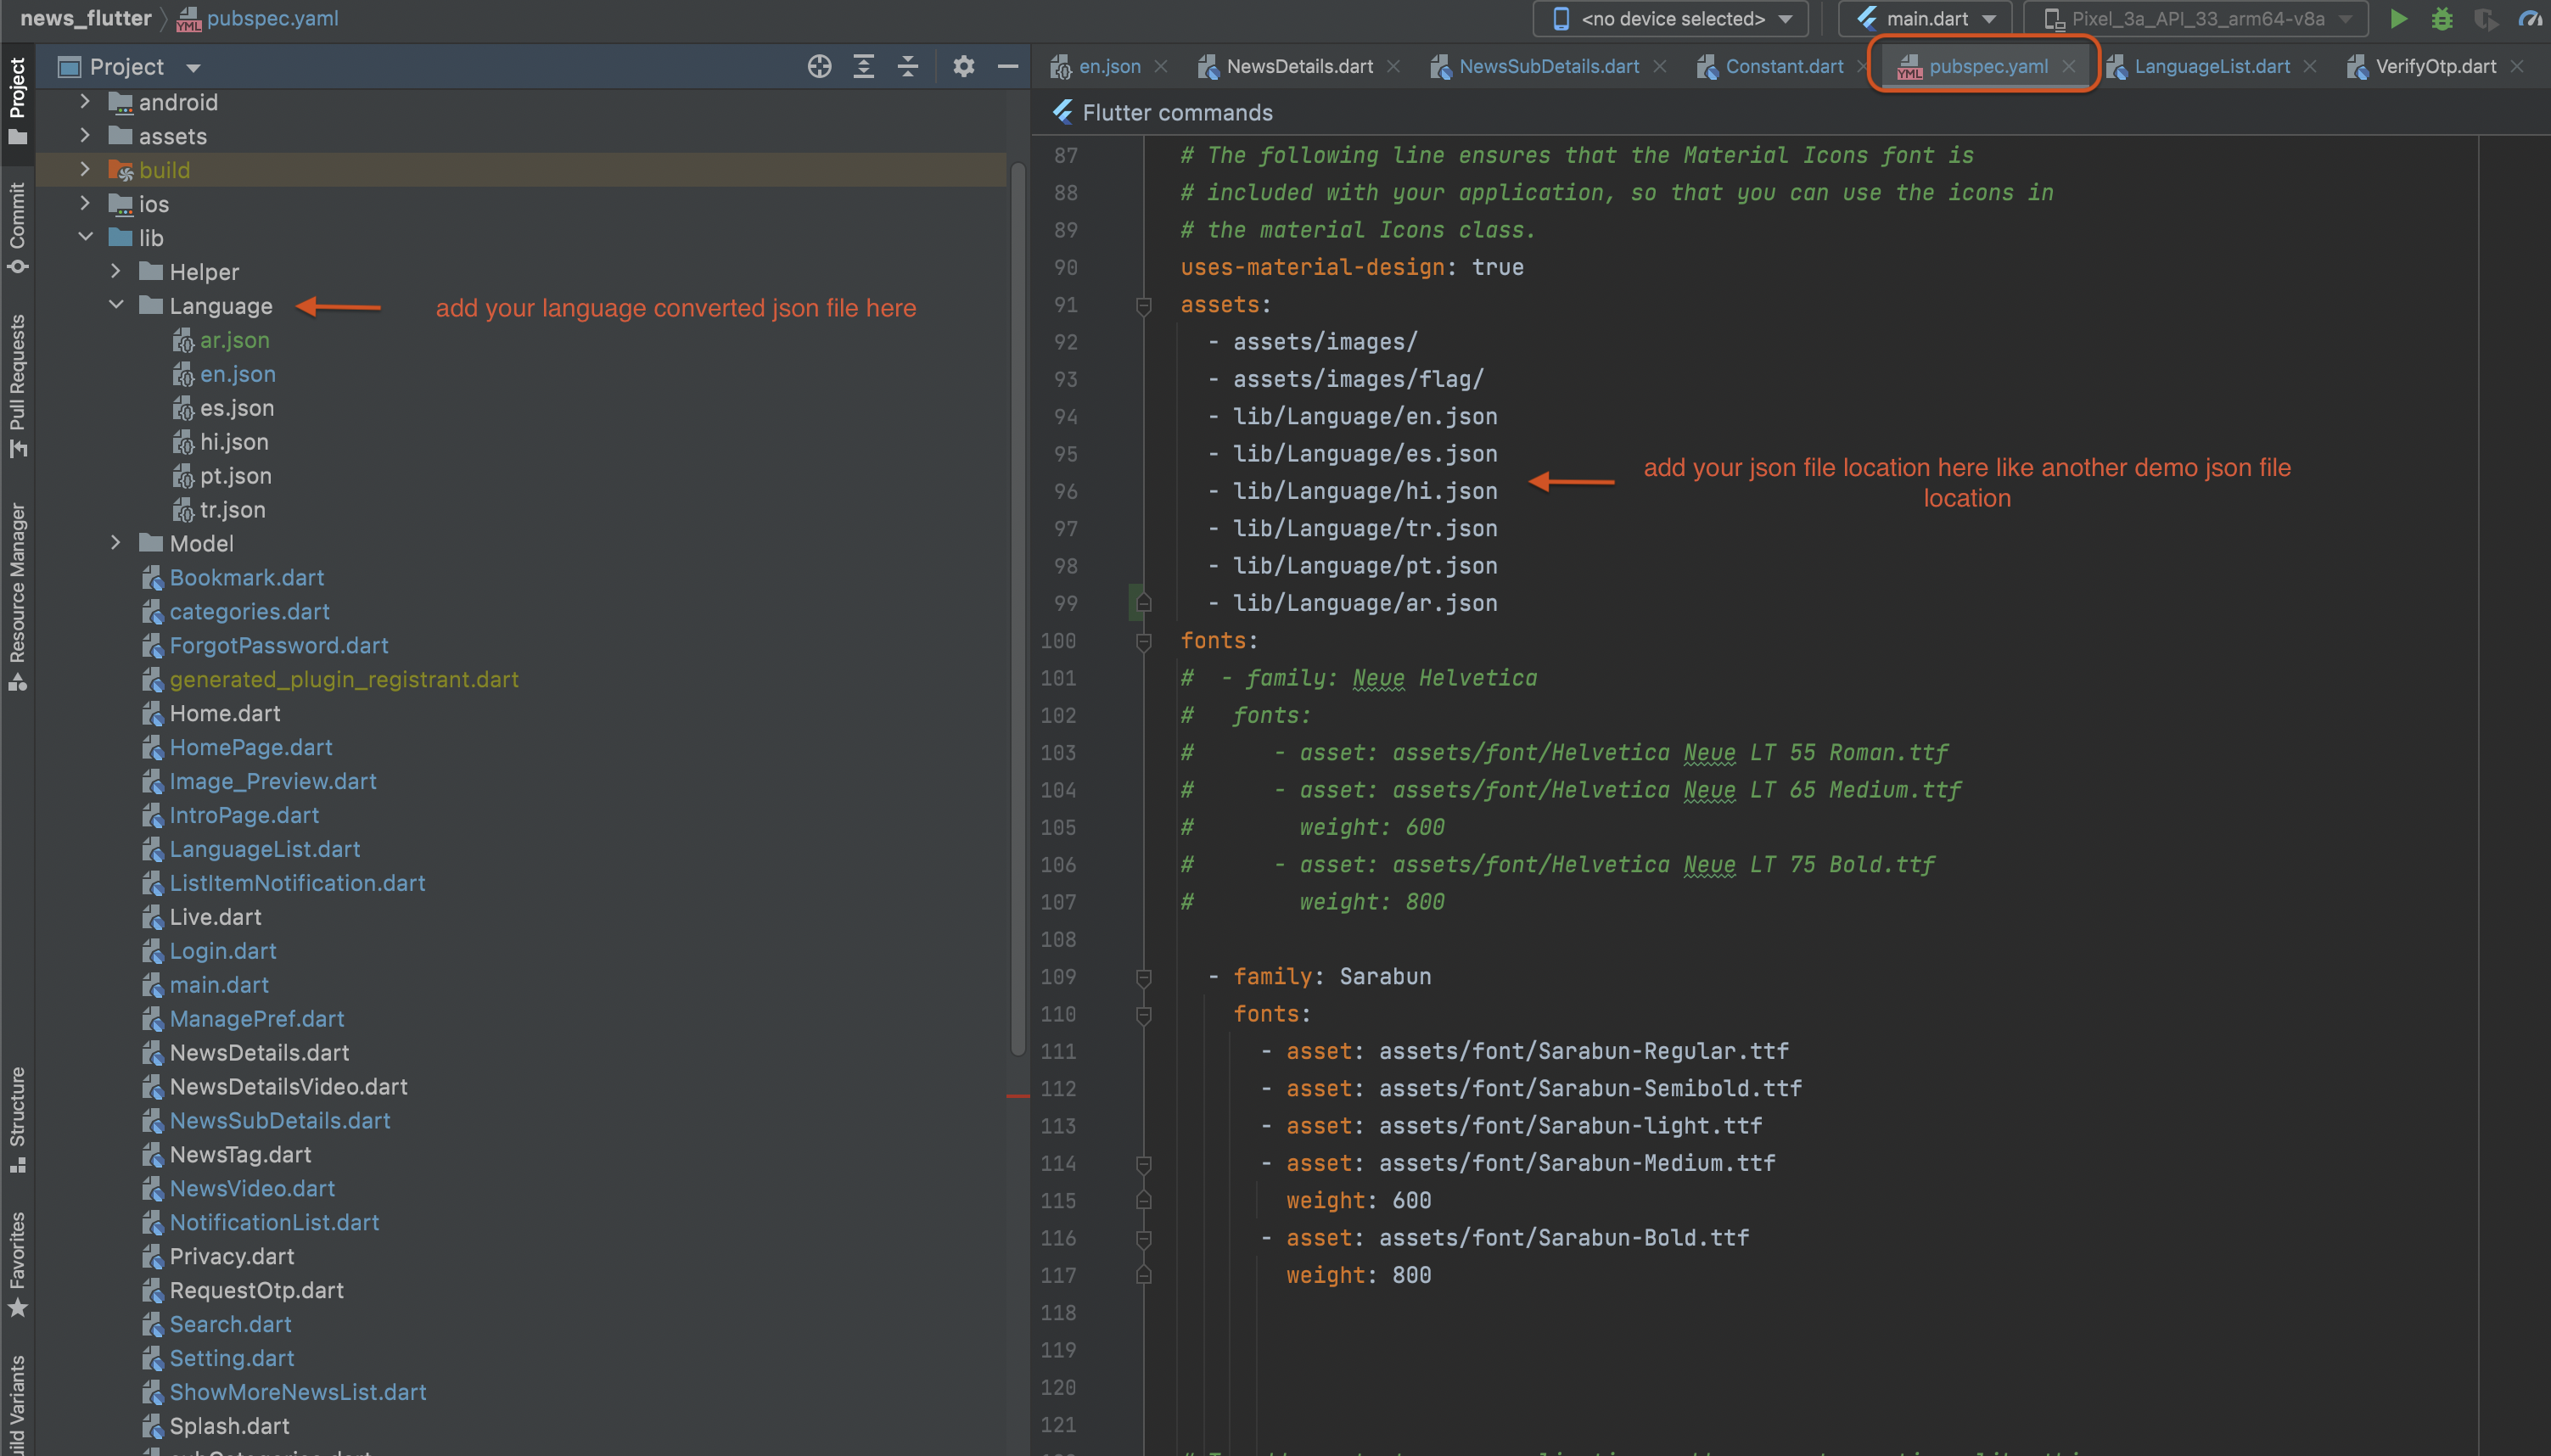 news_flutter
pubspec.yaml
<no device selected>
main.dart
Pixel_3a_API_33_arm64-v8a
Project
Commit
Pull Requests
Resource Manager
Structure
Favorites
Project
android
assets
build
ios
lib
Helper
Language
add your language converted json file here
ar.json
en.json
es.json
hi.json
pt.json
tr.json
Model
Bookmark.dart
categories.dart
ForgotPassword.dart
generated_plugin_registrant.dart
Home.dart
HomePage.dart
Image_Preview.dart
IntroPage.dart
LanguageList.dart
ListItemNotification.dart
Live.dart
Login.dart
main.dart
ManagePref.dart
NewsDetails.dart
NewsDetailsVideo.dart
NewsSubDetails.dart
NewsTag.dart
NewsVideo.dart
NotificationList.dart
Privacy.dart
RequestOtp.dart
Search.dart
Setting.dart
ShowMoreNewsList.dart
Splash.dart
en.json
NewsDetails.dart
NewsSubDetails.dart
Constant.dart
YML pubspec.yaml
LanguageList.dart
VerifyOtp.dart
Flutter commands
87 # The following line ensures that the Material Icons font is
88 # included with your application, so that you can use the icons in
89 # the material Icons class.
90 uses-material-design: true
91 assets:
92 - assets/images/
93 - assets/images/flag/
94 - lib/Language/en.json
95 - lib/Language/es.json
96 - lib/Language/hi.json
97 - lib/Language/tr.json
98 - lib/Language/pt.json
99 - lib/Language/ar.json
add your json file location here like another demo json file
location
100 fonts:
101 # - family: Neue Helvetica
102 # fonts:
103 # - asset: assets/font/Helvetica Neue LT 55 Roman.ttf
104 # - asset: assets/font/Helvetica Neue LT 65 Medium.ttf
105 # weight: 600
106 # - asset: assets/font/Helvetica Neue LT 75 Bold.ttf
107 # weight: 800
108
109 - family: Sarabun
110 fonts:
111 - asset: assets/font/Sarabun-Regular.ttf
112 - asset: assets/font/Sarabun-Semibold.ttf
113 - asset: assets/font/Sarabun-light.ttf
114 - asset: assets/font/Sarabun-Medium.ttf
115 weight: 600
116 - asset: assets/font/Sarabun-Bold.ttf
117 weight: 800
118
119
120
121